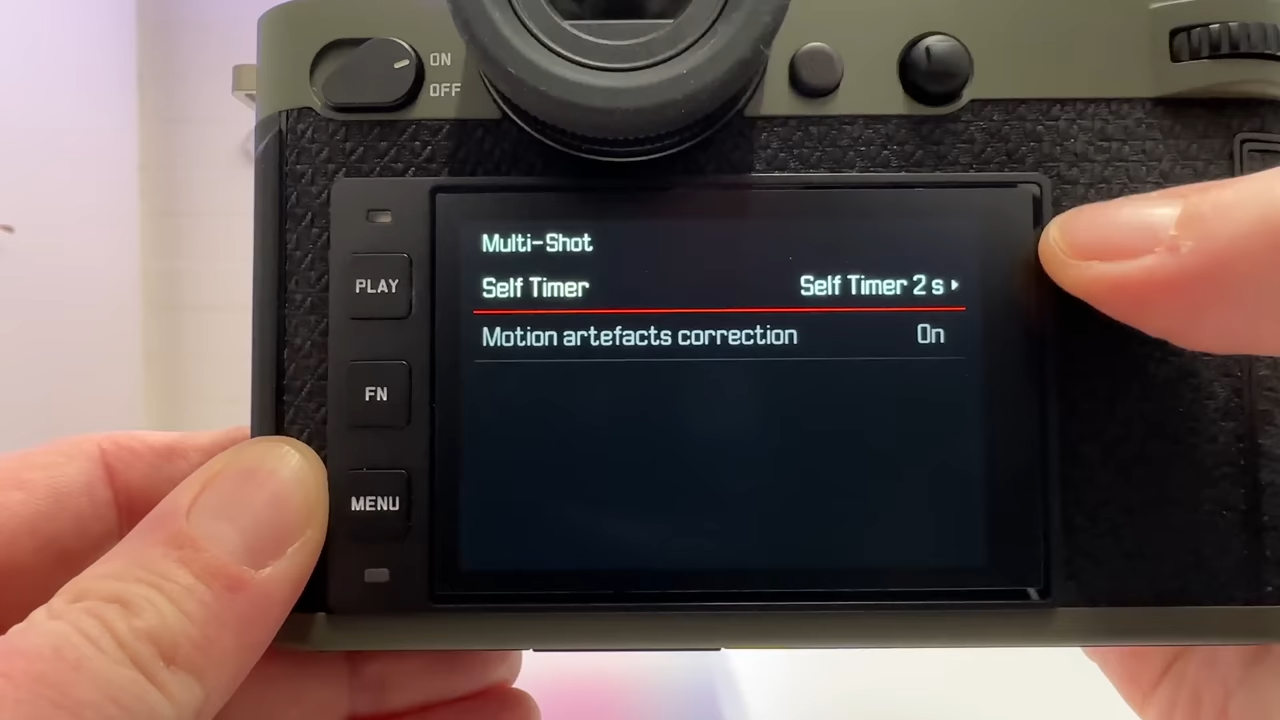 ON
OFF
PLAY
FN
MENU
Multi-Shot
Self Timer Self Timer 2 s
Motion artefacts correction On